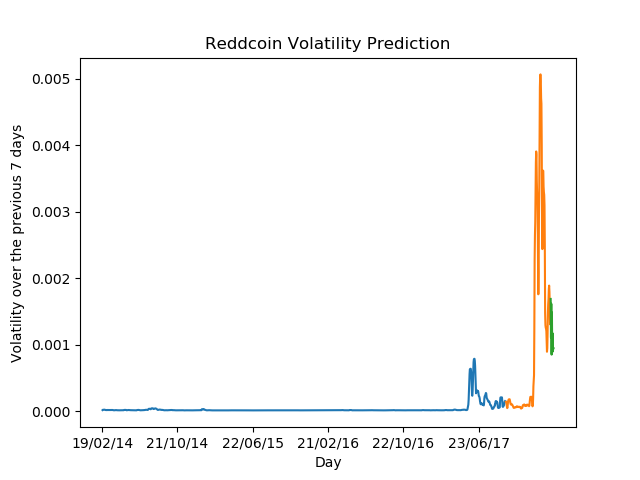 Reddcoin Volatility Prediction
Volatility over the previous 7 days
0.005
0.004
0.003
0.002
0.001
0.000
19/02/14 21/10/14 22/06/15 21/02/16 22/10/16 23/06/17
Day